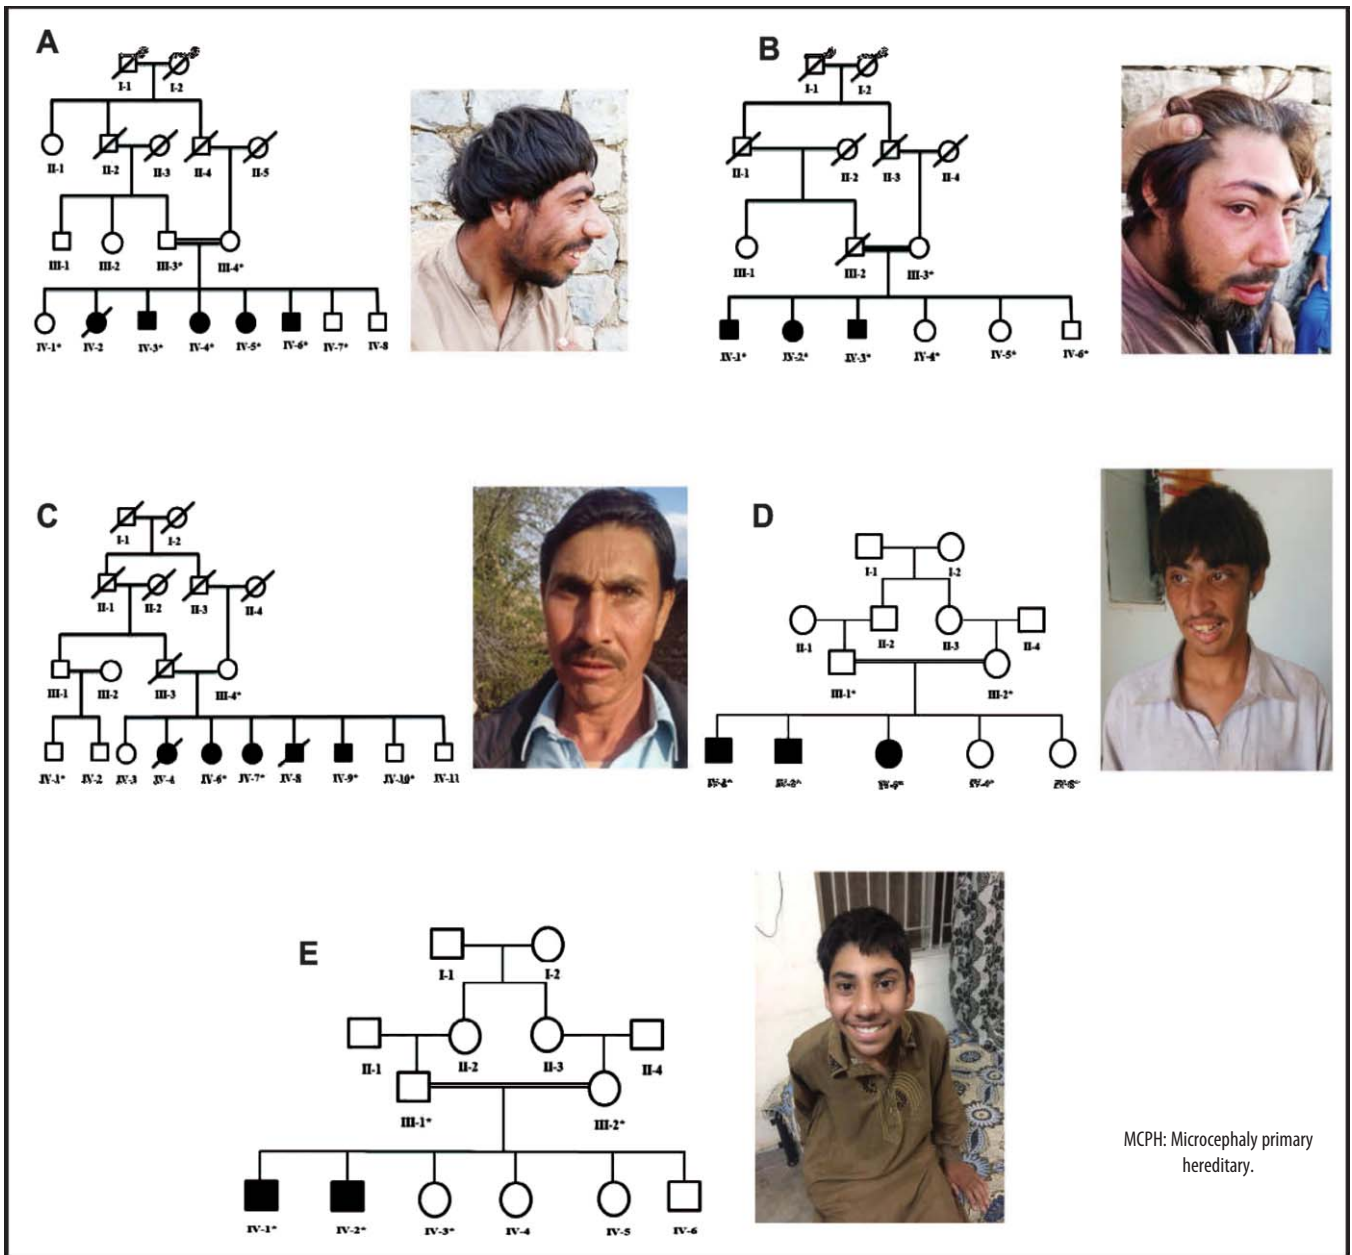 A
I-1 I-2
II-1 II-2 II-3 II-4 II-5
III-1 III-2 III-3* III-4*
IV-1* IV-2 IV-3* IV-4* IV-5* IV-6* IV-7* IV-8
B
I-1 I-2
II-1 II-2 II-3 II-4
III-1 III-2 III-3*
IV-1* IV-2* IV-3* IV-4* IV-5* IV-6*
C
I-1 I-2
II-1 II-2 II-3 II-4
III-1 III-2 III-3 III-4*
IV-1* IV-2 IV-3 IV-4 IV-6* IV-7* IV-8 IV-9* IV-10* IV-11
D
I-1 I-2
II-1 II-2 II-3 II-4
III-1* III-2*
E
I-1 I-2
II-1 II-2 II-3 II-4
III-1* III-2*
IV-1* IV-2* IV-3* IV-4 IV-5 IV-6
MCPH: Microcephaly primary
hereditary.